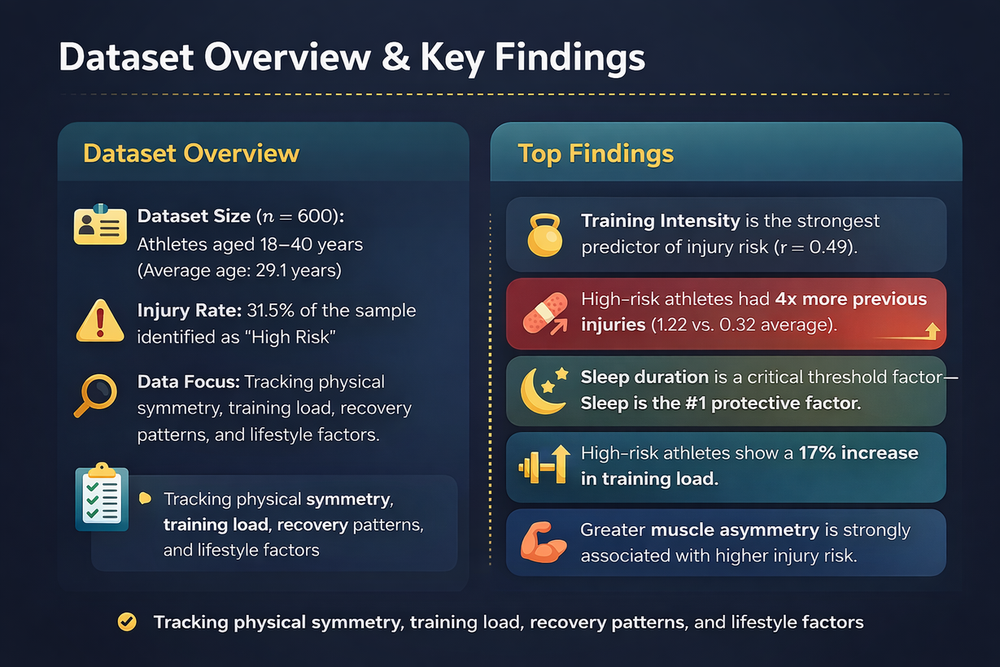 Dataset Overview & Key Findings
Dataset Overview
Dataset Size (n = 600):
Athletes aged 18–40 years
(Average age: 29.1 years)
Injury Rate: 31.5% of the sample
identified as “High Risk”
Data Focus: Tracking physical
symmetry, training load, recovery
patterns, and lifestyle factors.
Tracking physical symmetry,
training load, recovery patterns,
and lifestyle factors
Top Findings
Training Intensity is the strongest
predictor of injury risk (r = 0.49).
High-risk athletes had 4x more previous
injuries (1.22 vs. 0.32 average).
Sleep duration is a critical threshold factor—
Sleep is the #1 protective factor.
High-risk athletes show a 17% increase
in training load.
Greater muscle asymmetry is strongly
associated with higher injury risk.
Tracking physical symmetry, training load, recovery patterns, and lifestyle factors